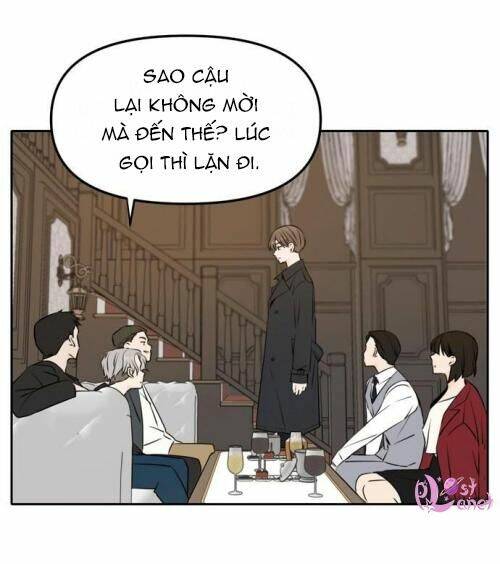 SAO CẬU
LẠI KHÔNG MỜI
MÀ ĐẾN THẾ? LÚC
GỌI THÌ LẶN ĐI.